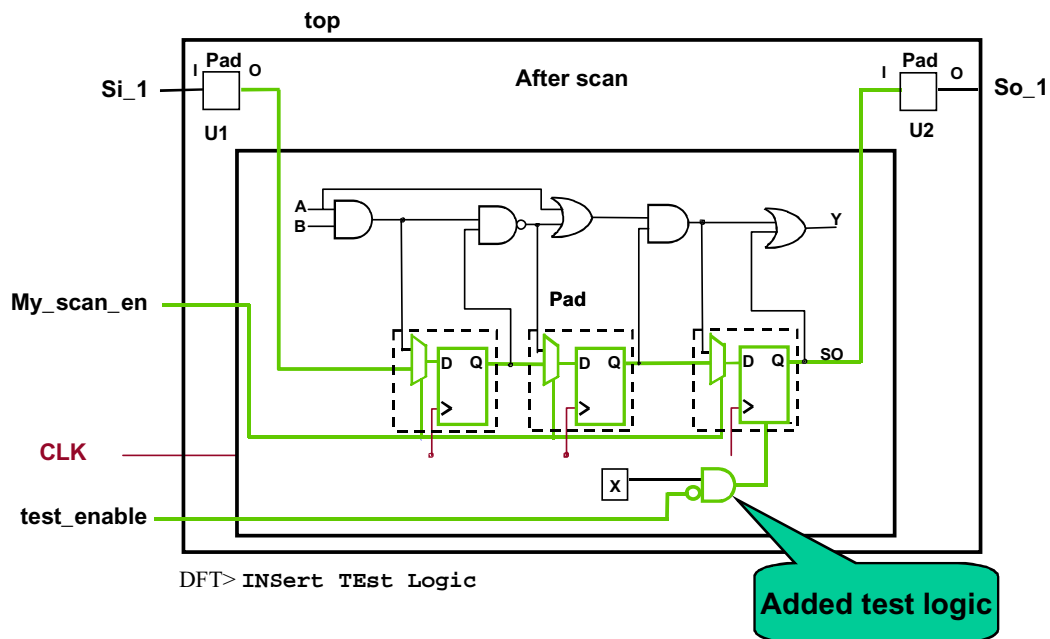 top
Pad
I
O
Si_1
U1
After scan
Pad
I
O
So_1
U2
A
B
Y
My_scan_en
Pad
D Q
D Q
D Q
SO
CLK
X
test_enable
DFT> INSert TEst Logic
Added test logic